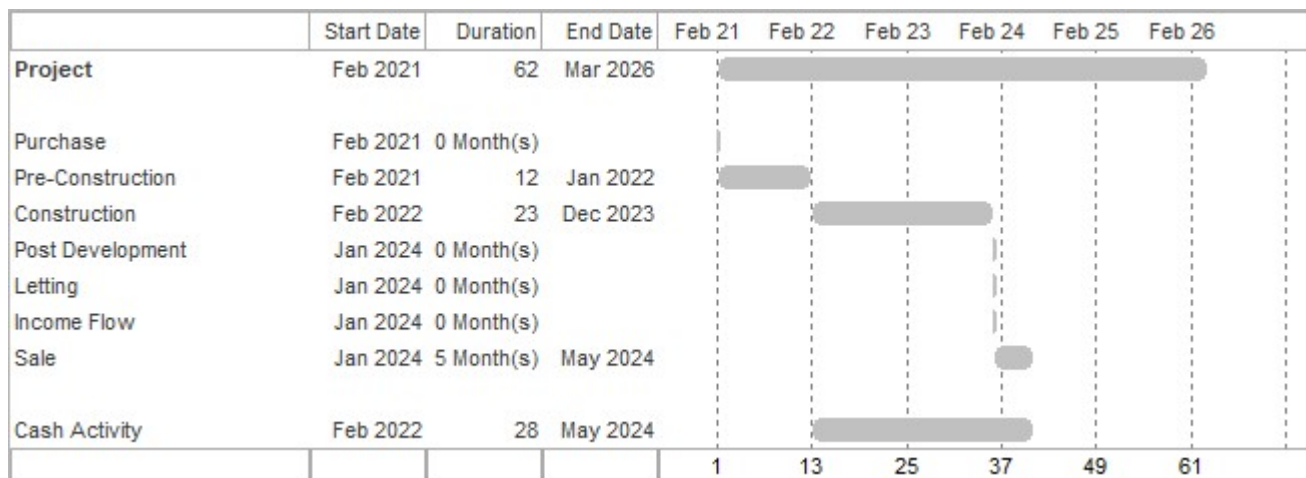 Start Date Duration End Date Feb 21 Feb 22 Feb 23 Feb 24 Feb 25 Feb 26
Project Feb 2021 62 Mar 2026
Purchase Feb 2021 0 Month(s)
Pre-Construction Feb 2021 12 Jan 2022
Construction Feb 2022 23 Dec 2023
Post Development Jan 2024 0 Month(s)
Letting Jan 2024 0 Month(s)
Income Flow Jan 2024 0 Month(s)
Sale Jan 2024 5 Month(s) May 2024
Cash Activity Feb 2022 28 May 2024
1 13 25 37 49 61